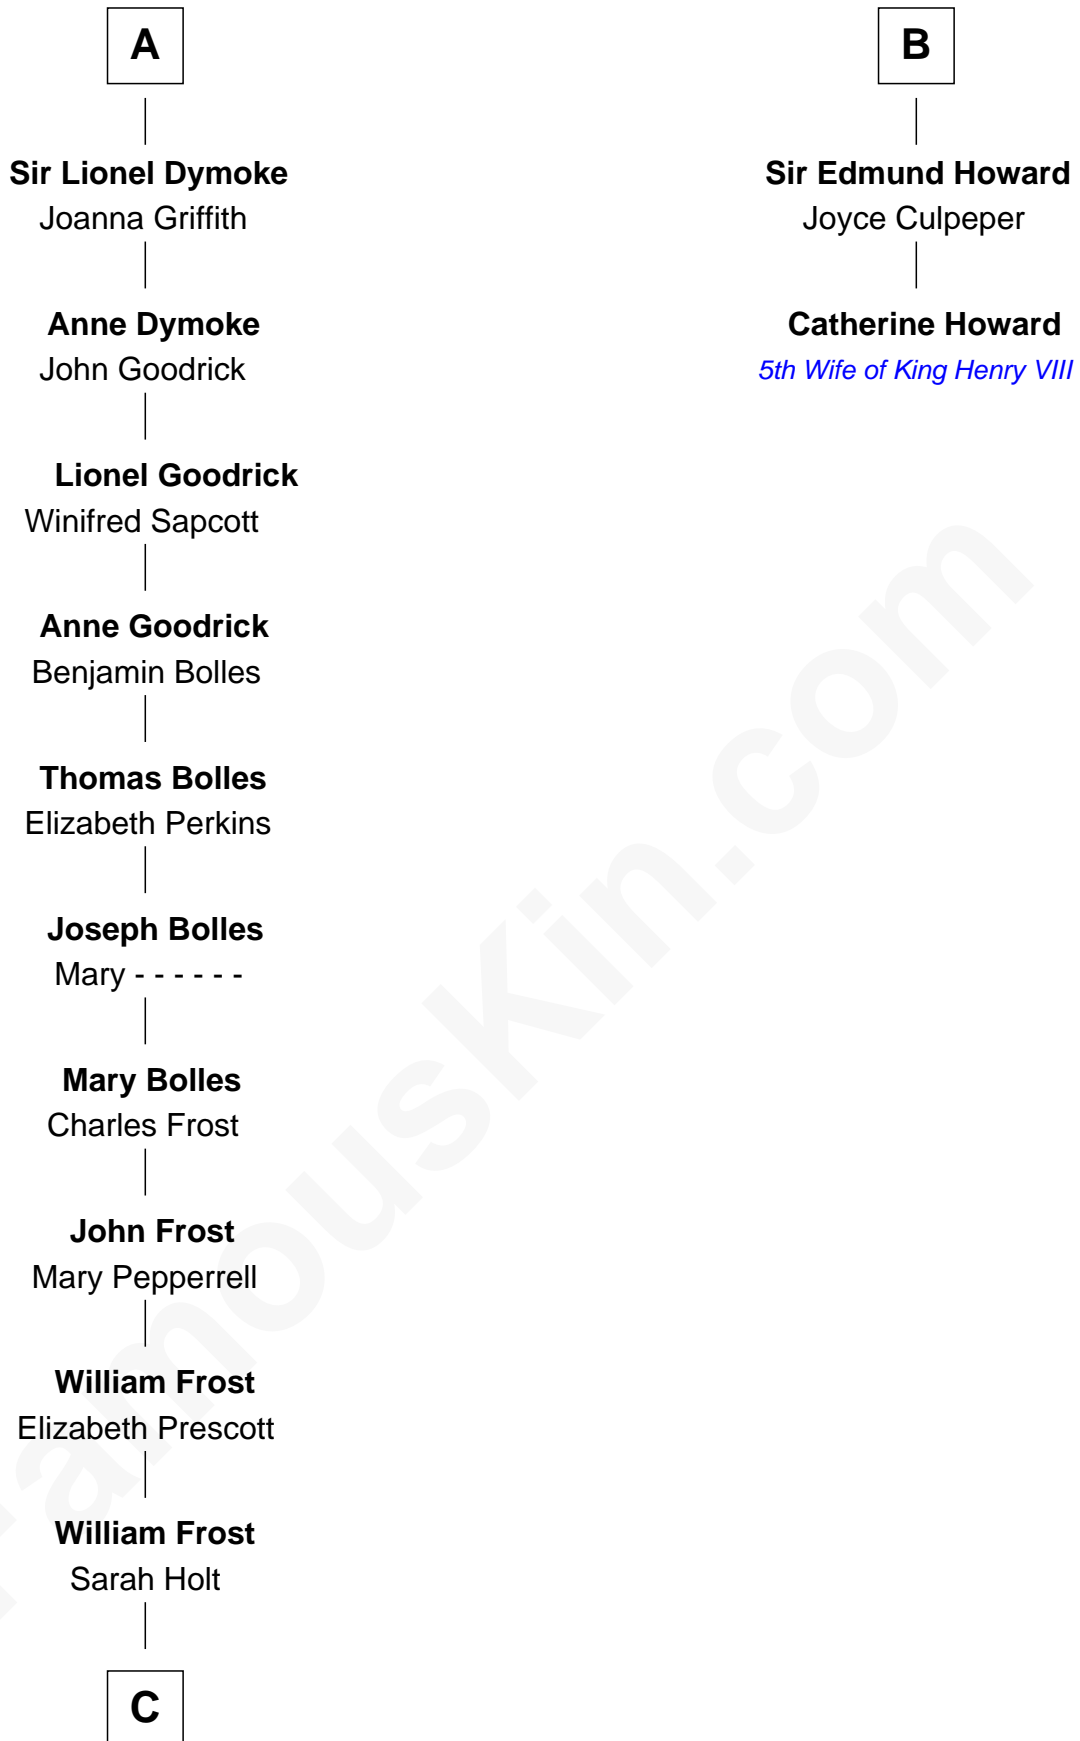 A
Sir Lionel Dymoke
Joanna Griffith
Anne Dymoke
John Goodrick
Lionel Goodrick
Winifred Sapcott
Anne Goodrick
Benjamin Bolles
Thomas Bolles
Elizabeth Perkins
Joseph Bolles
Mary - - - - - -
Mary Bolles
Charles Frost
John Frost
Mary Pepperrell
William Frost
Elizabeth Prescott
William Frost
Sarah Holt
C
B
Sir Edmund Howard
Joyce Culpeper
Catherine Howard
5th Wife of King Henry VIII
FamousKin.com